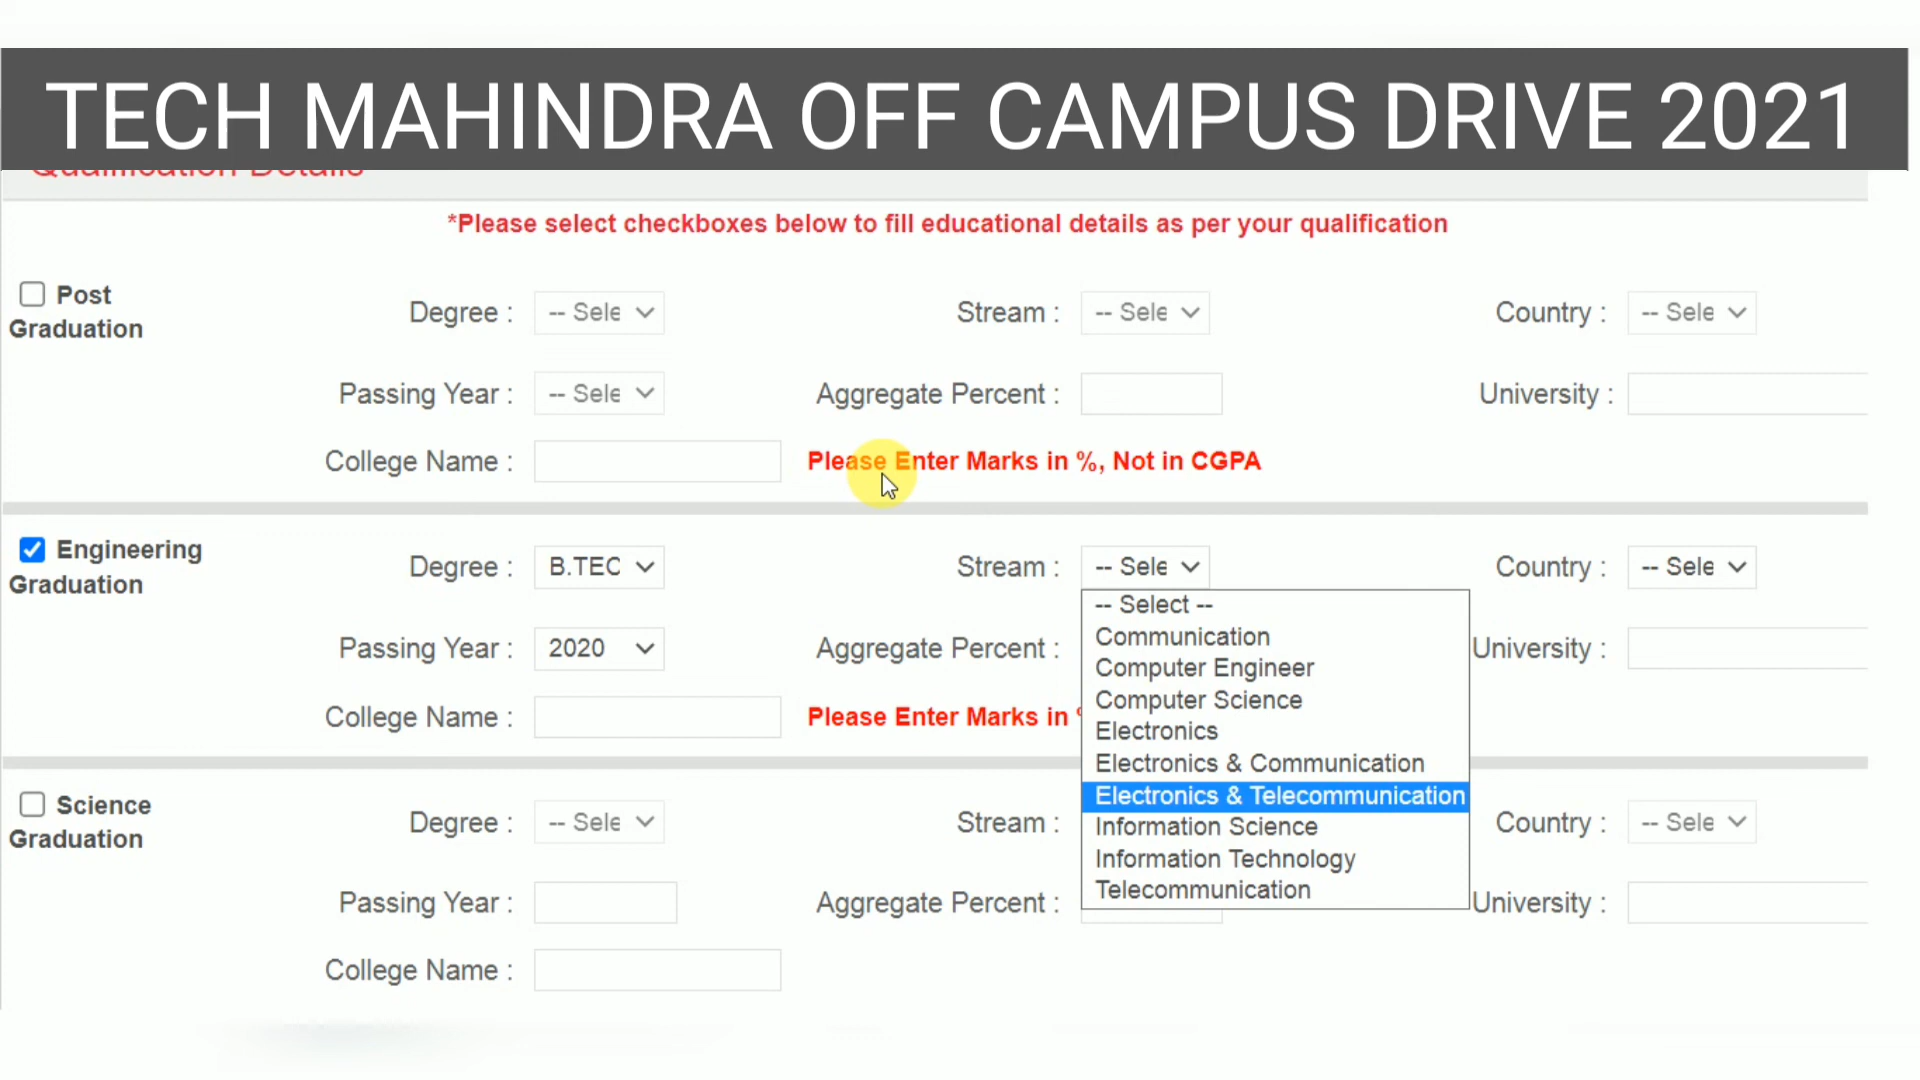 TECH MAHINDRA OFF CAMPUS DRIVE 2021
Qualification Details
*Please select checkboxes below to fill educational details as per your qualification
Post Graduation
Degree : -- Sele
Stream : -- Sele
Country : -- Sele
Passing Year : -- Sele
Aggregate Percent :
University :
College Name :
Please Enter Marks in %, Not in CGPA
Engineering Graduation
Degree : B.TEC
Stream : -- Sele
Country : -- Sele
-- Select --
Communication
Computer Engineer
Computer Science
Electronics
Electronics & Communication
Electronics & Telecommunication
Information Science
Information Technology
Telecommunication
Passing Year : 2020
Aggregate Percent :
University :
College Name :
Please Enter Marks in
Science Graduation
Degree : -- Sele
Stream :
Country : -- Sele
Passing Year :
Aggregate Percent :
University :
College Name :